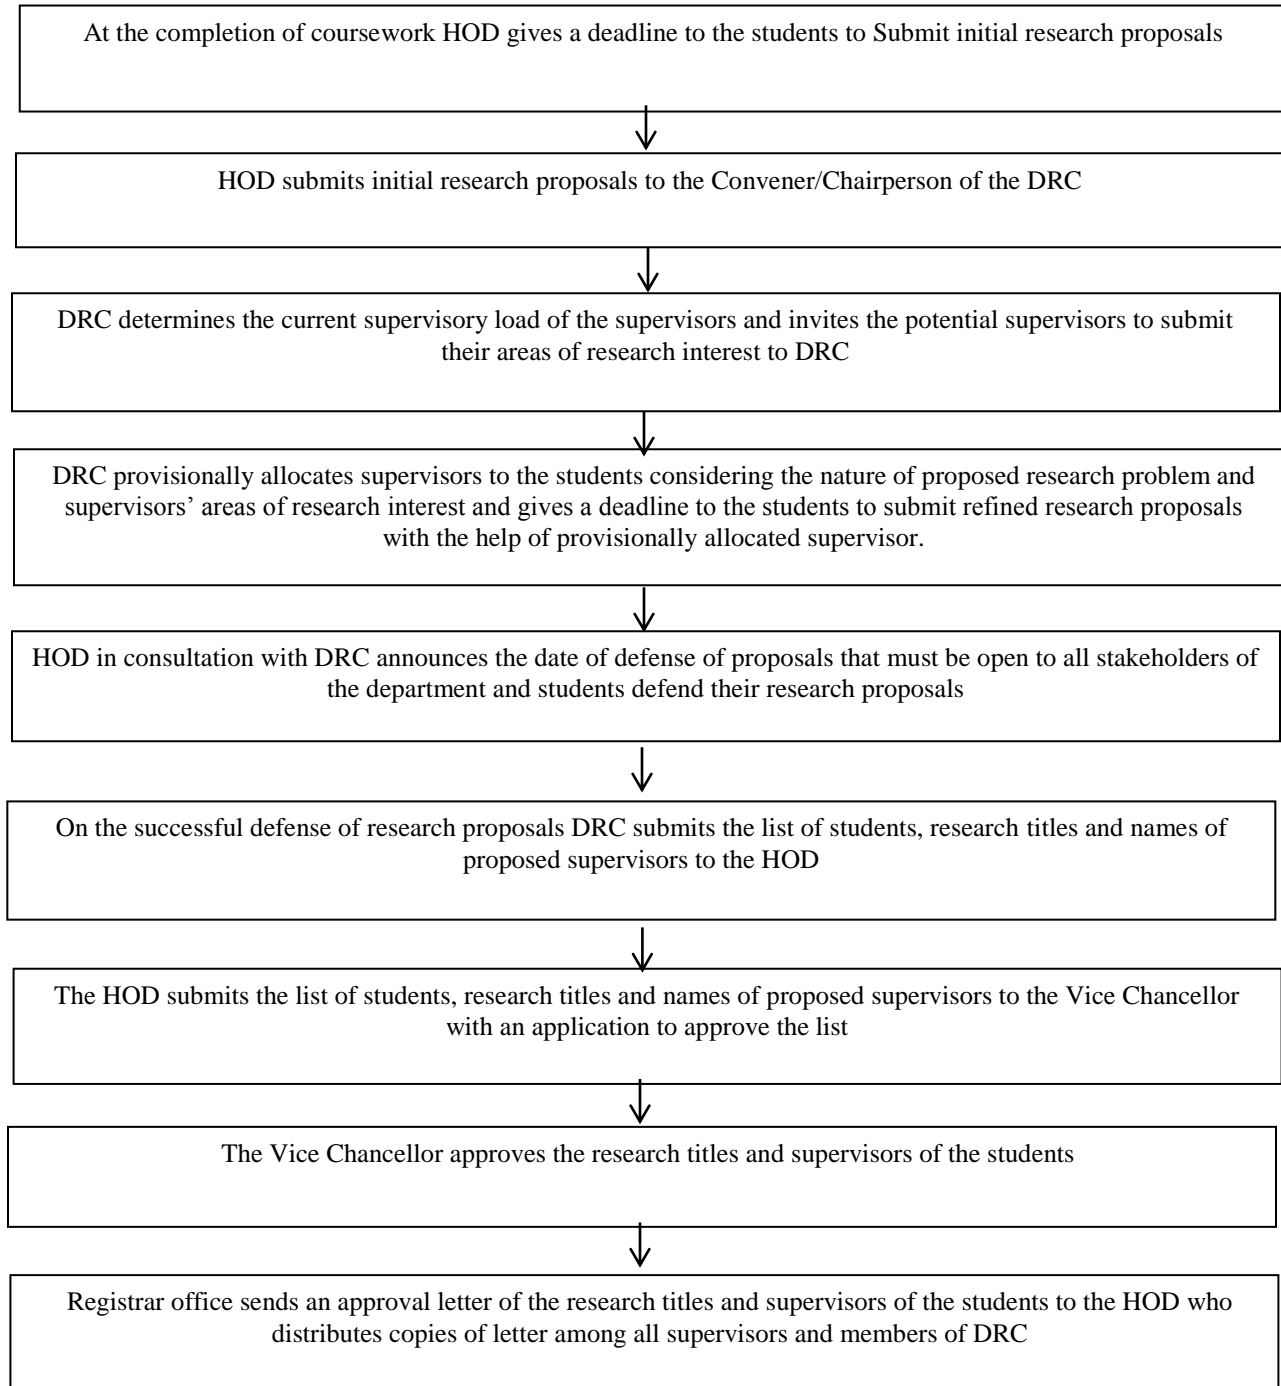 At the completion of coursework HOD gives a deadline to the students to Submit initial research proposals
HOD submits initial research proposals to the Convener/Chairperson of the DRC
DRC determines the current supervisory load of the supervisors and invites the potential supervisors to submit
their areas of research interest to DRC
DRC provisionally allocates supervisors to the students considering the nature of proposed research problem and
supervisors’ areas of research interest and gives a deadline to the students to submit refined research proposals
with the help of provisionally allocated supervisor.
HOD in consultation with DRC announces the date of defense of proposals that must be open to all stakeholders of
the department and students defend their research proposals
On the successful defense of research proposals DRC submits the list of students, research titles and names of
proposed supervisors to the HOD
The HOD submits the list of students, research titles and names of proposed supervisors to the Vice Chancellor
with an application to approve the list
The Vice Chancellor approves the research titles and supervisors of the students
Registrar office sends an approval letter of the research titles and supervisors of the students to the HOD who
distributes copies of letter among all supervisors and members of DRC